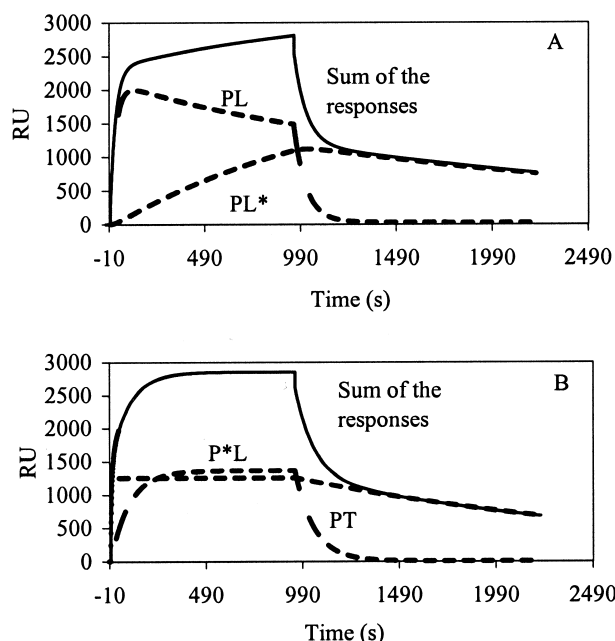 3000
A
2500
Sum of the
responses
2000
PL
RU
1500
1000
500
PL*
0
-10 490 990 1490 1990 2490
Time (s)
3000
B
2500
Sum of the
responses
2000
RU
1500
P*L
1000
PT
500
0
-10 490 990 1490 1990 2490
Time (s)